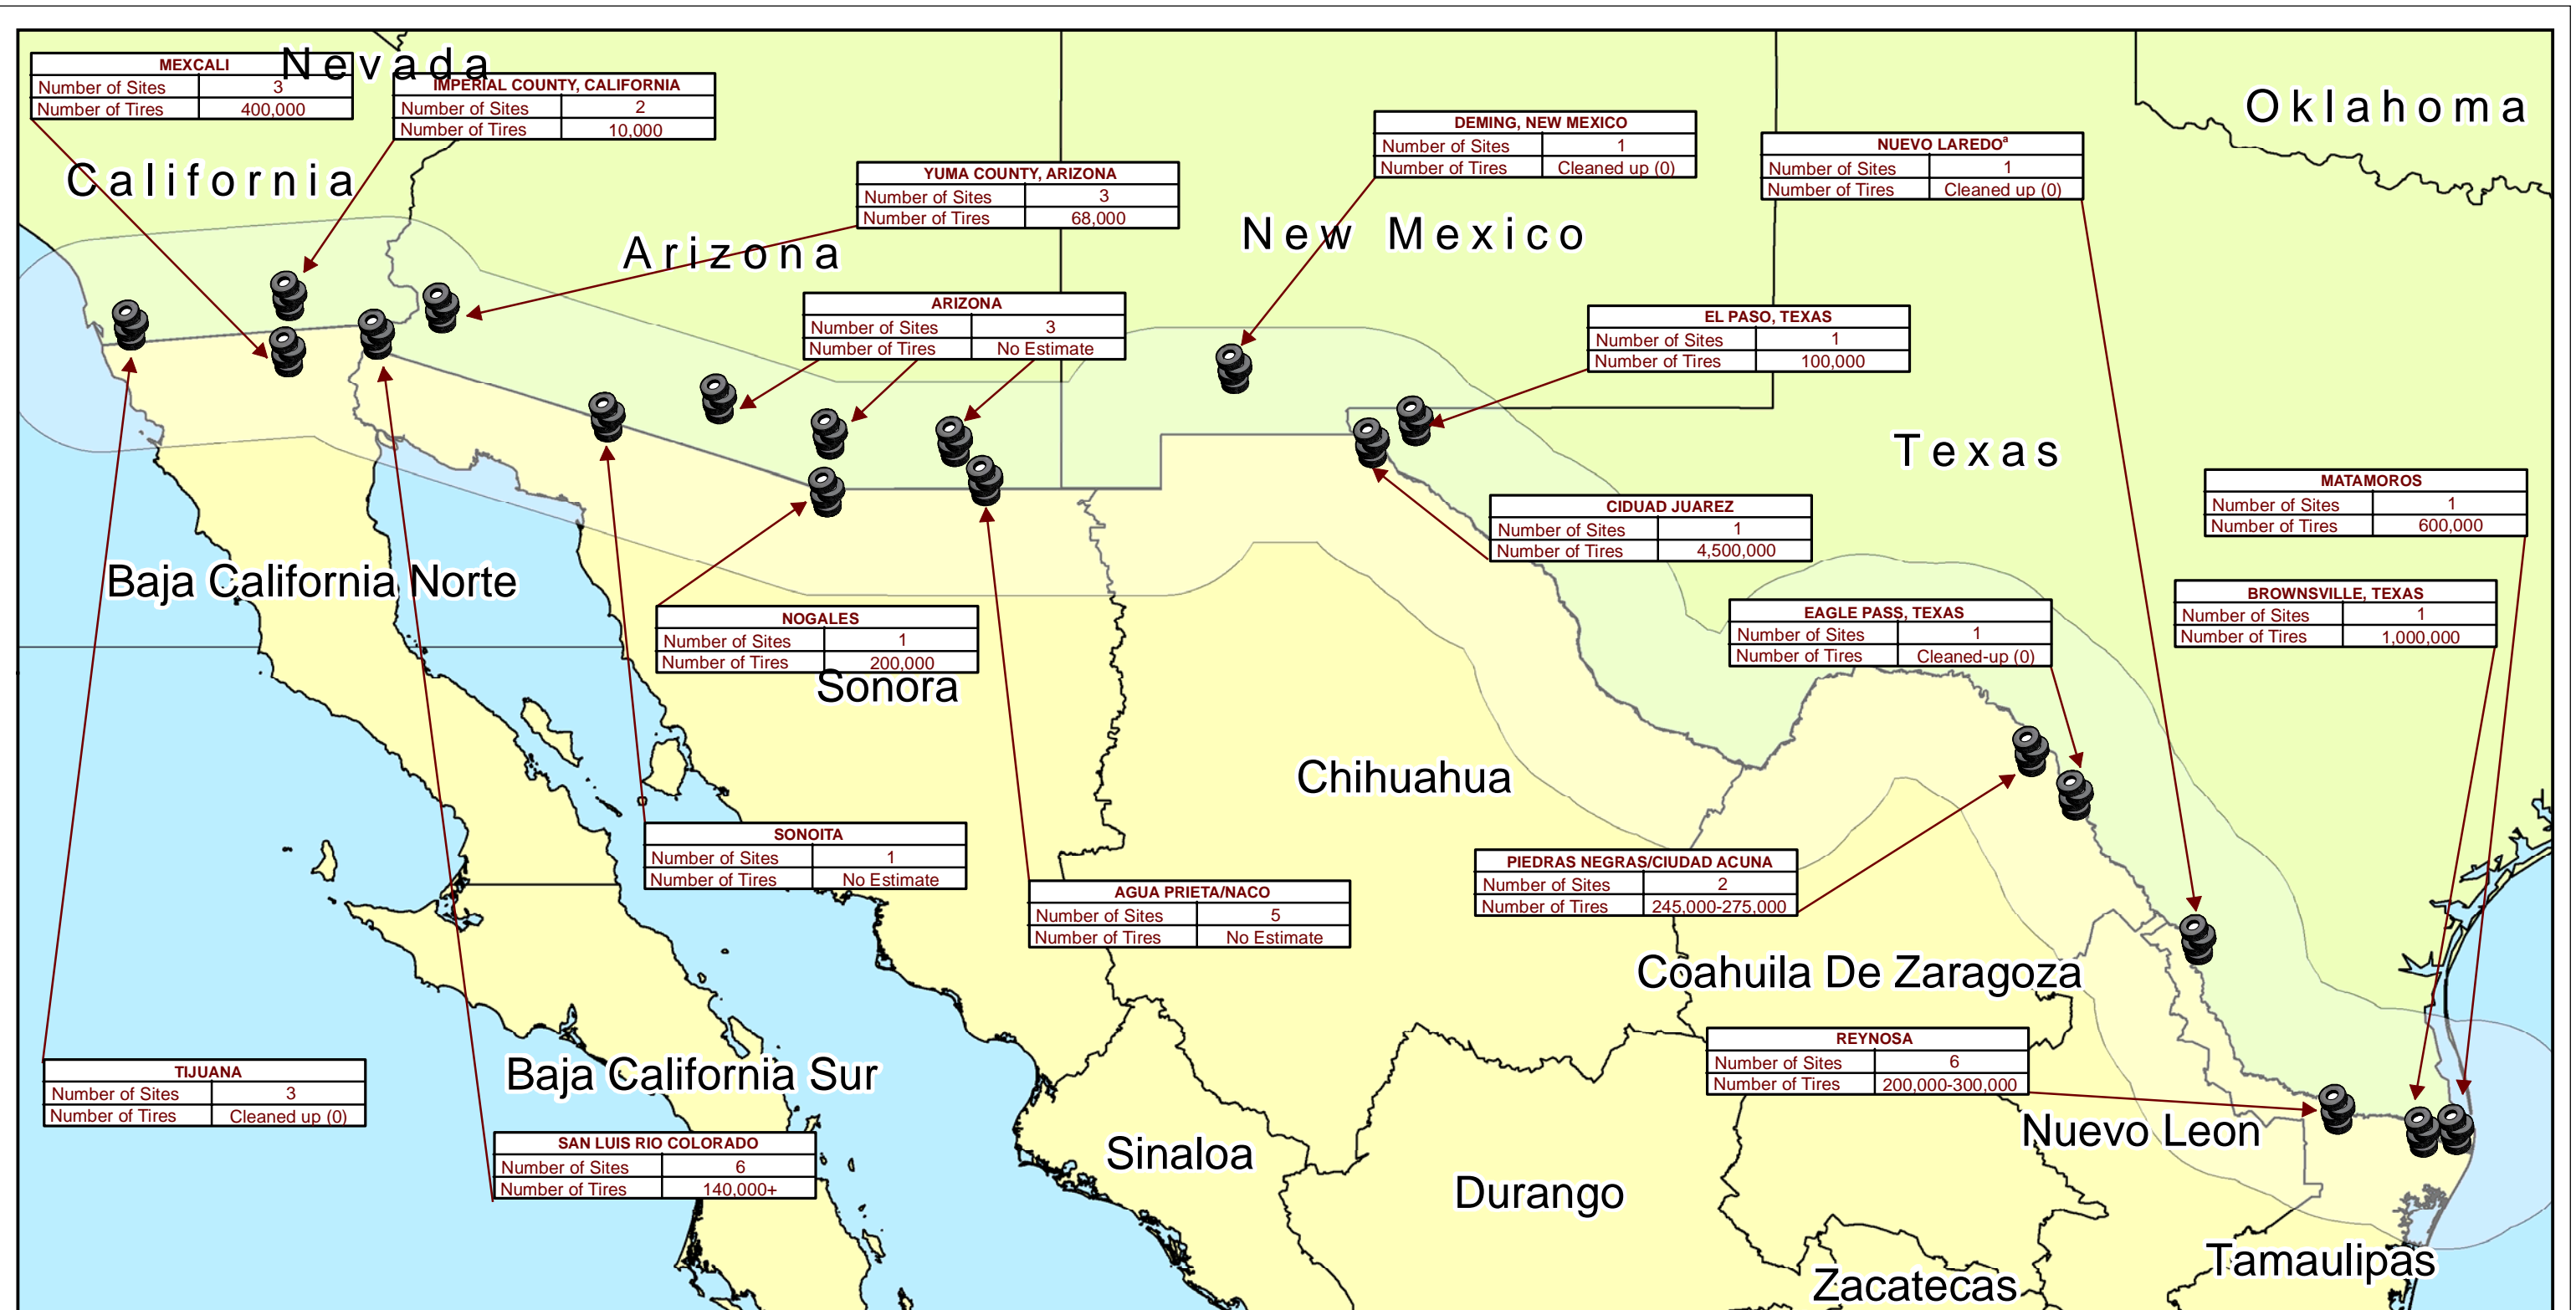 Nevada
MEXCALI
Number of Sites 3
Number of Tires 400,000
IMPERIAL COUNTY, CALIFORNIA
Number of Sites 2
Number of Tires 10,000
Oklahoma
DEMING, NEW MEXICO
Number of Sites 1
Number of Tires Cleaned up (0)
NUEVO LAREDOª
Number of Sites 1
Number of Tires Cleaned up (0)
California
YUMA COUNTY, ARIZONA
Number of Sites 3
Number of Tires 68,000
Arizona
New Mexico
ARIZONA
Number of Sites 3
Number of Tires No Estimate
EL PASO, TEXAS
Number of Sites 1
Number of Tires 100,000
Texas
MATAMOROS
Number of Sites 1
Number of Tires 600,000
CIDUAD JUAREZ
Number of Sites 1
Number of Tires 4,500,000
Baja California Norte
BROWNSVILLE, TEXAS
Number of Sites 1
Number of Tires 1,000,000
NOGALES
Number of Sites 1
Number of Tires 200,000
EAGLE PASS, TEXAS
Number of Sites 1
Number of Tires Cleaned-up (0)
Sonora
Chihuahua
SONOITA
Number of Sites 1
Number of Tires No Estimate
PIEDRAS NEGRAS/CIUDAD ACUNA
Number of Sites 2
Number of Tires 245,000-275,000
AGUA PRIETA/NACO
Number of Sites 5
Number of Tires No Estimate
Coahuila De Zaragoza
REYNOSA
Number of Sites 6
Number of Tires 200,000-300,000
TIJUANA
Number of Sites 3
Number of Tires Cleaned up (0)
Baja California Sur
Nuevo Leon
SAN LUIS RIO COLORADO
Number of Sites 6
Number of Tires 140,000+
Sinaloa
Durango
Tamaulipas
Zacatecas